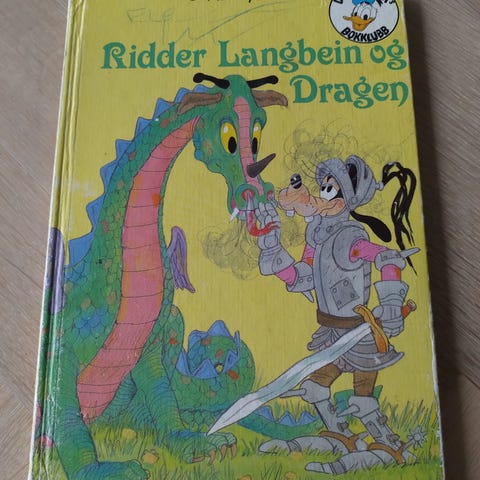 BOKKLUBB
Ridder Langbein og
Dragen